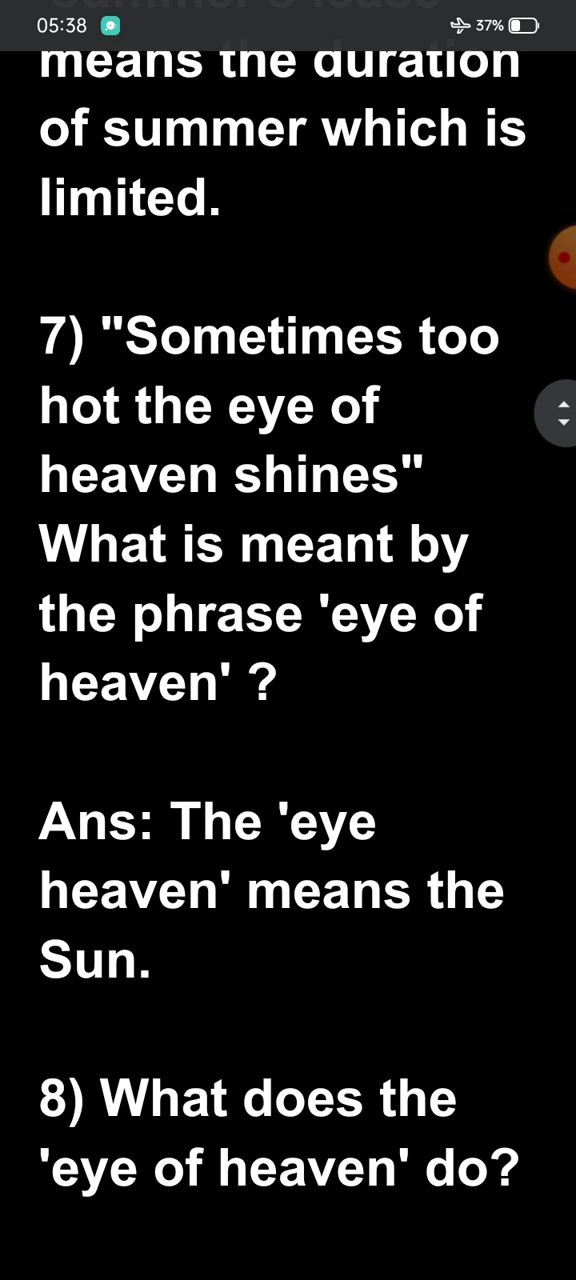 05:38
37%
summer's lease
means the duration
of summer which is
limited.
7) "Sometimes too
hot the eye of
heaven shines"
What is meant by
the phrase 'eye of
heaven' ?
Ans: The 'eye
heaven' means the
Sun.
8) What does the
'eye of heaven' do?